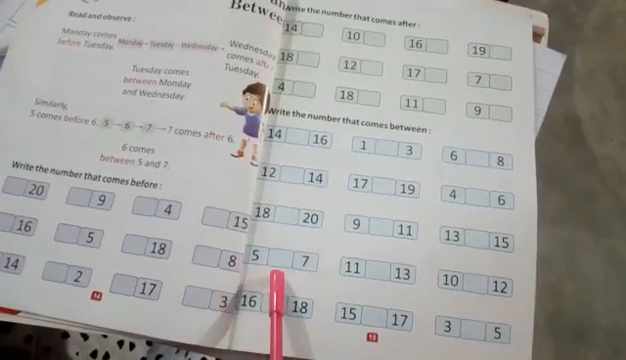 Betwee
Read and observe :
Monday comes
before Tuesday. Monday – Tuesday – Wednesday
Wednesday
comes
Tuesday.
Tuesday comes
between Monday
and Wednesday
Similarly,
5 comes before 6. 5 → 6 → 7 → 7 comes after 6.
6 comes
between 5 and 7.
Write the number that comes before :
20 9 4 15
16 5 18 8
14 2 17 3
14
Write the number that comes after :
14 10 16 19
18 12 17 7
4 18 11 9
Write the number that comes between :
14 16 1 3 6 8
12 14 17 19 4 6
18 20 9 11 13 15
5 7 11 13 10 12
16 18 15 17 3 5
15